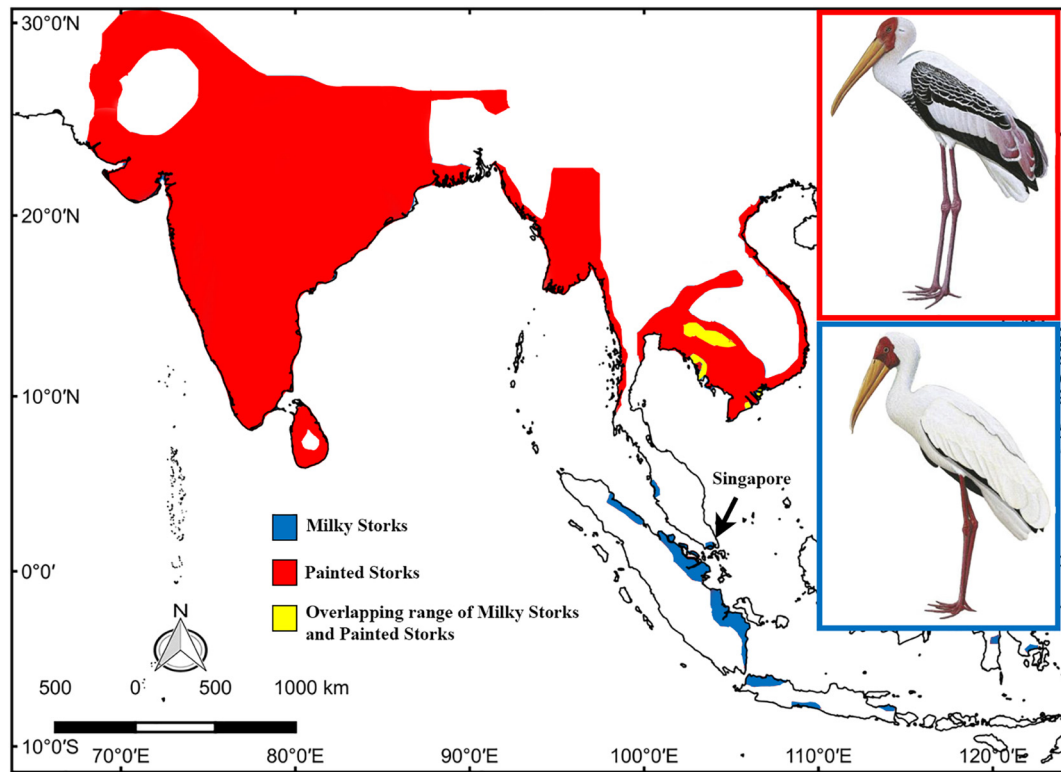 30°0'N
20°0'N
10°0'N
0°0'
10°0'S
Singapore
Milky Storks
Painted Storks
Overlapping range of Milky Storks
and Painted Storks
N
500 0 500 1000 km
70°0'E 80°0'E 90°0'E 100°0'E 110°0'E 120°0'E